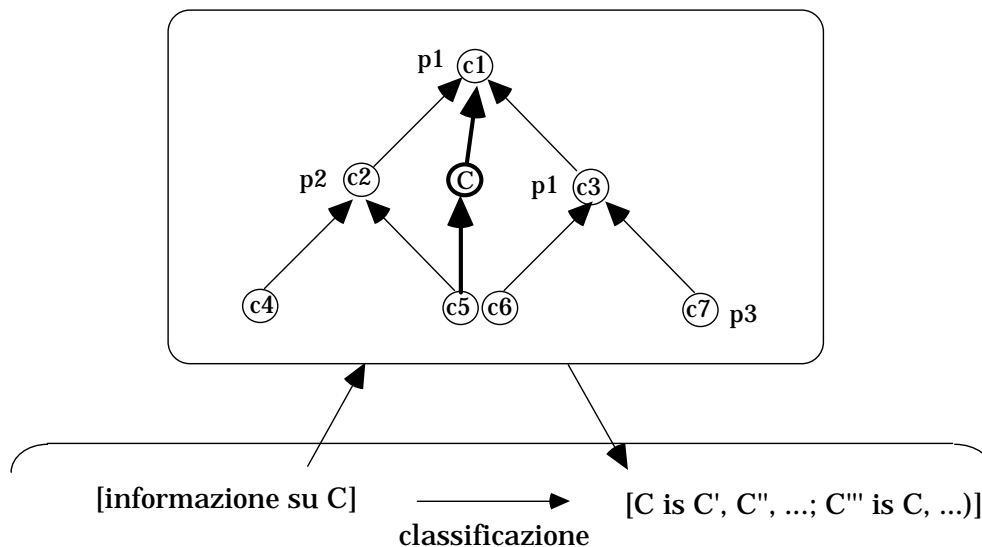 p1 c1
p2 c2 C p1 c3
c4 c5 c6 c7 p3
[informazione su C] [C is C', C'', ...; C''' is C, ...)]
classificazione